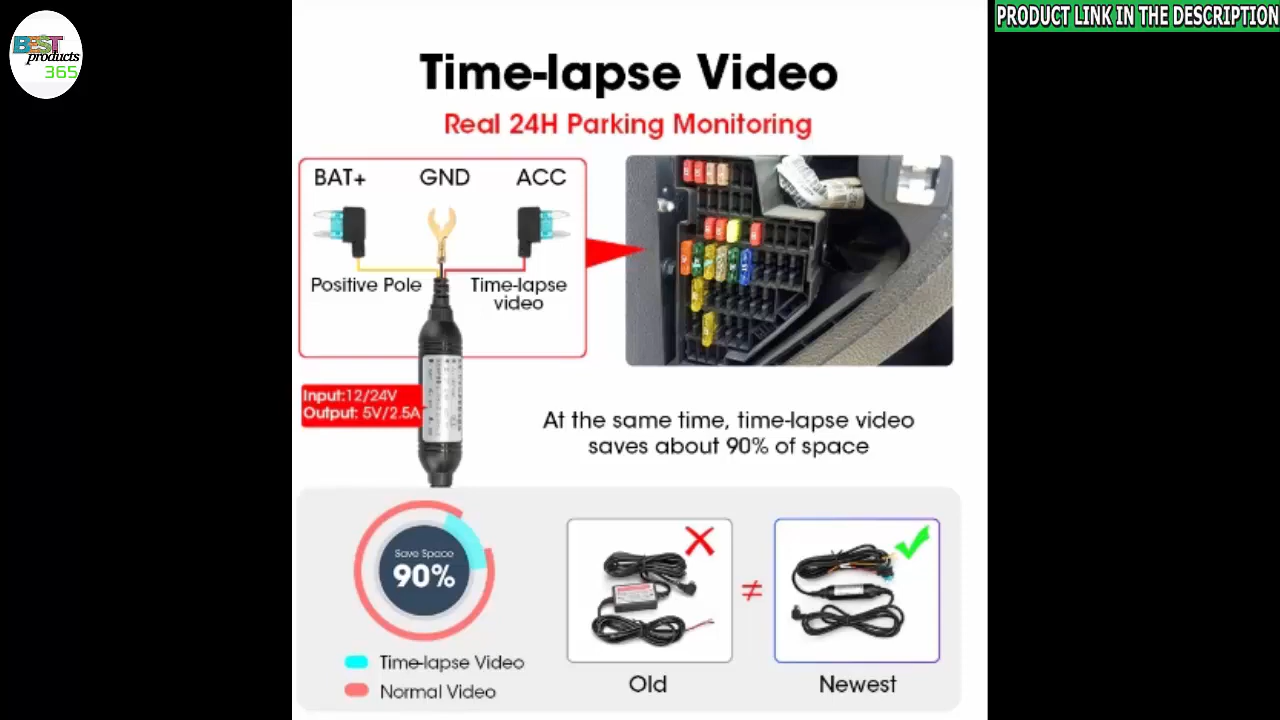 BEST
products
365
PRODUCT LINK IN THE DESCRIPTION
Time-lapse Video
Real 24H Parking Monitoring
BAT+ GND ACC
Positive Pole
Time-lapse
video
Input:12/24V
Output: 5V/2.5A
At the same time, time-lapse video
saves about 90% of space
Save Space
90%
≠
Time-lapse Video
Normal Video
Old
Newest